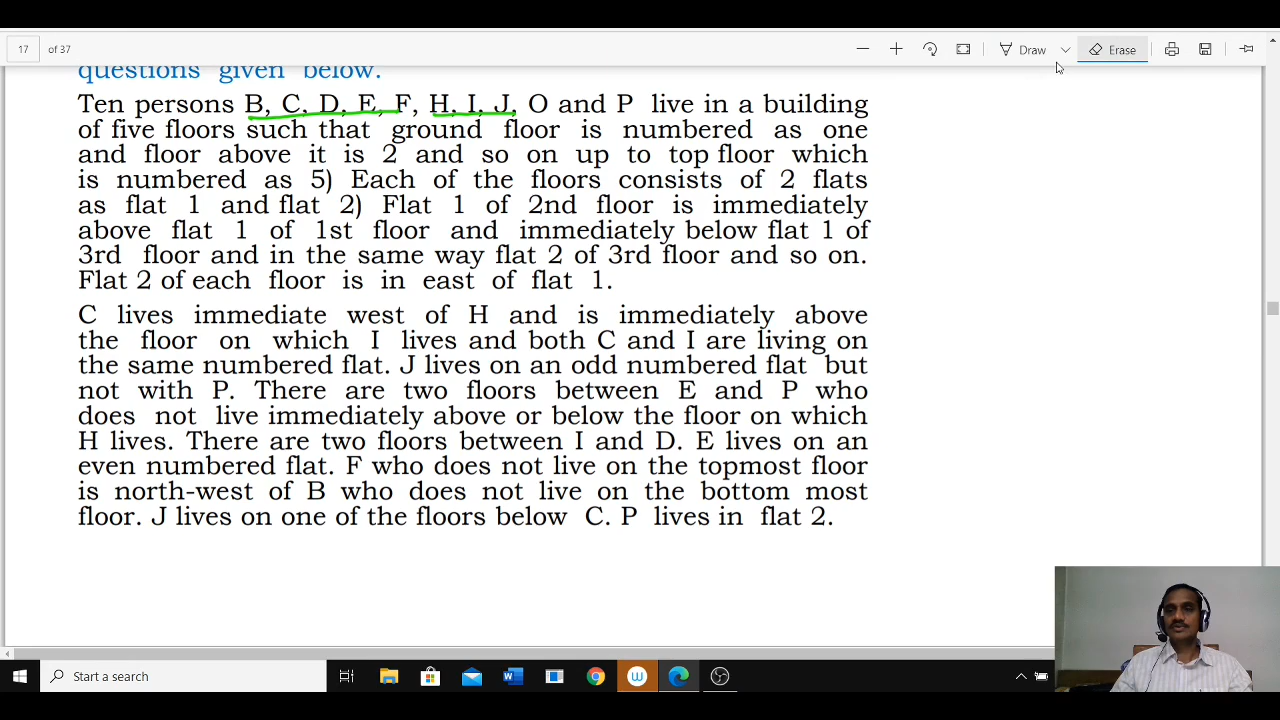 17 of 37
Draw
Erase
questions given below.
Ten persons B, C, D, E, F, H, I, J, O and P live in a building
of five floors such that ground floor is numbered as one
and floor above it is 2 and so on up to top floor which
is numbered as 5) Each of the floors consists of 2 flats
as flat 1 and flat 2) Flat 1 of 2nd floor is immediately
above flat 1 of 1st floor and immediately below flat 1 of
3rd floor and in the same way flat 2 of 3rd floor and so on.
Flat 2 of each floor is in east of flat 1.
C lives immediate west of H and is immediately above
the floor on which I lives and both C and I are living on
the same numbered flat. J lives on an odd numbered flat but
not with P. There are two floors between E and P who
does not live immediately above or below the floor on which
H lives. There are two floors between I and D. E lives on an
even numbered flat. F who does not live on the topmost floor
is north-west of B who does not live on the bottom most
floor. J lives on one of the floors below C. P lives in flat 2.
Start a search